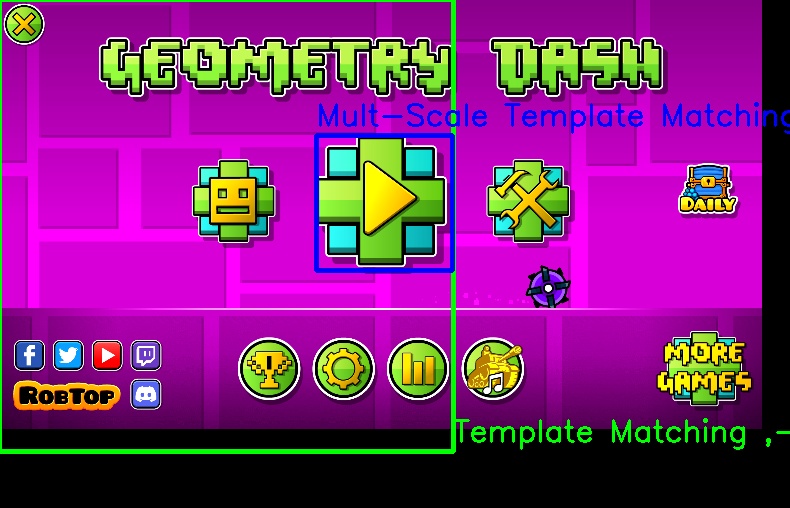 GEOMETRY DASH
Mult-Scale Template Matching
DAILY
MORE
GAMES
ROBTOP
Template Matching ,-